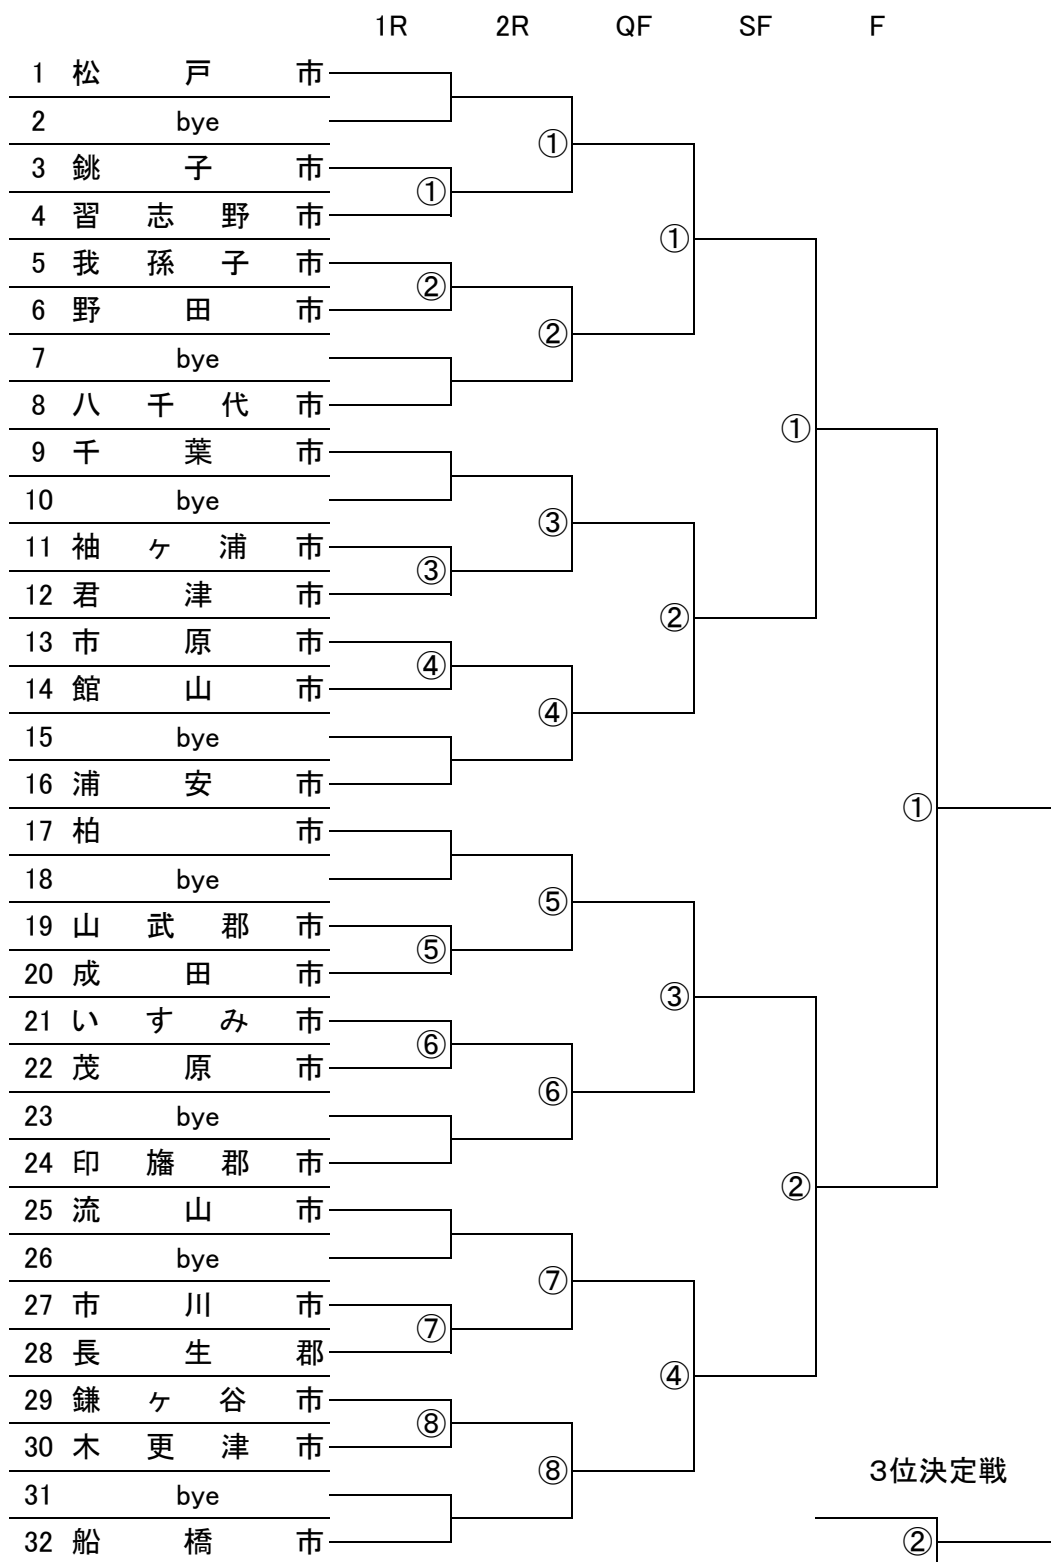 1R 2R QF SF F
1 松戸市
2 bye
①
3 銚子市
①
4 習志野市
①
5 我孫子市
②
6 野田市
②
7 bye
8 八千代市
①
9 千葉市
10 bye
③
11 袖ヶ浦市
③
12 君津市
②
13 市原市
④
14 館山市
④
15 bye
16 浦安市
①
17 柏市
18 bye
⑤
19 山武郡市
⑤
20 成田市
③
21 いすみ市
⑥
22 茂原市
⑥
23 bye
24 印旛郡市
②
25 流山市
26 bye
⑦
27 市川市
⑦
28 長生郡
④
29 鎌ヶ谷市
⑧
30 木更津市
⑧
3位決定戦
31 bye
32 船橋市
②